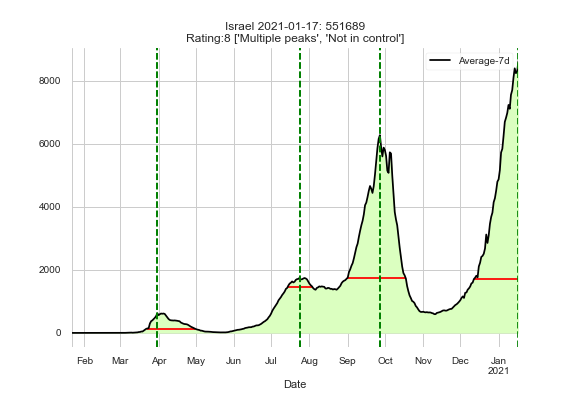 Israel 2021-01-17: 551689
Rating:8 ['Multiple peaks', 'Not in control']
Average-7d
8000
6000
4000
2000
0
Feb Mar Apr May Jun Jul Aug Sep Oct Nov Dec Jan
2021
Date